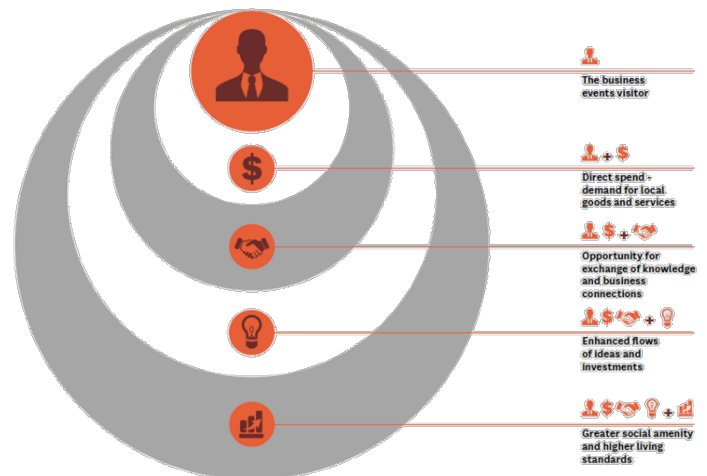 The business
events visitor
$
+ $
Direct spend -
demand for local
goods and services
$ +
Opportunity for
exchange of knowledge
and business
connections
$ +
Enhanced flows
of ideas and
investments
$ +
Greater social amenity
and higher living
standards